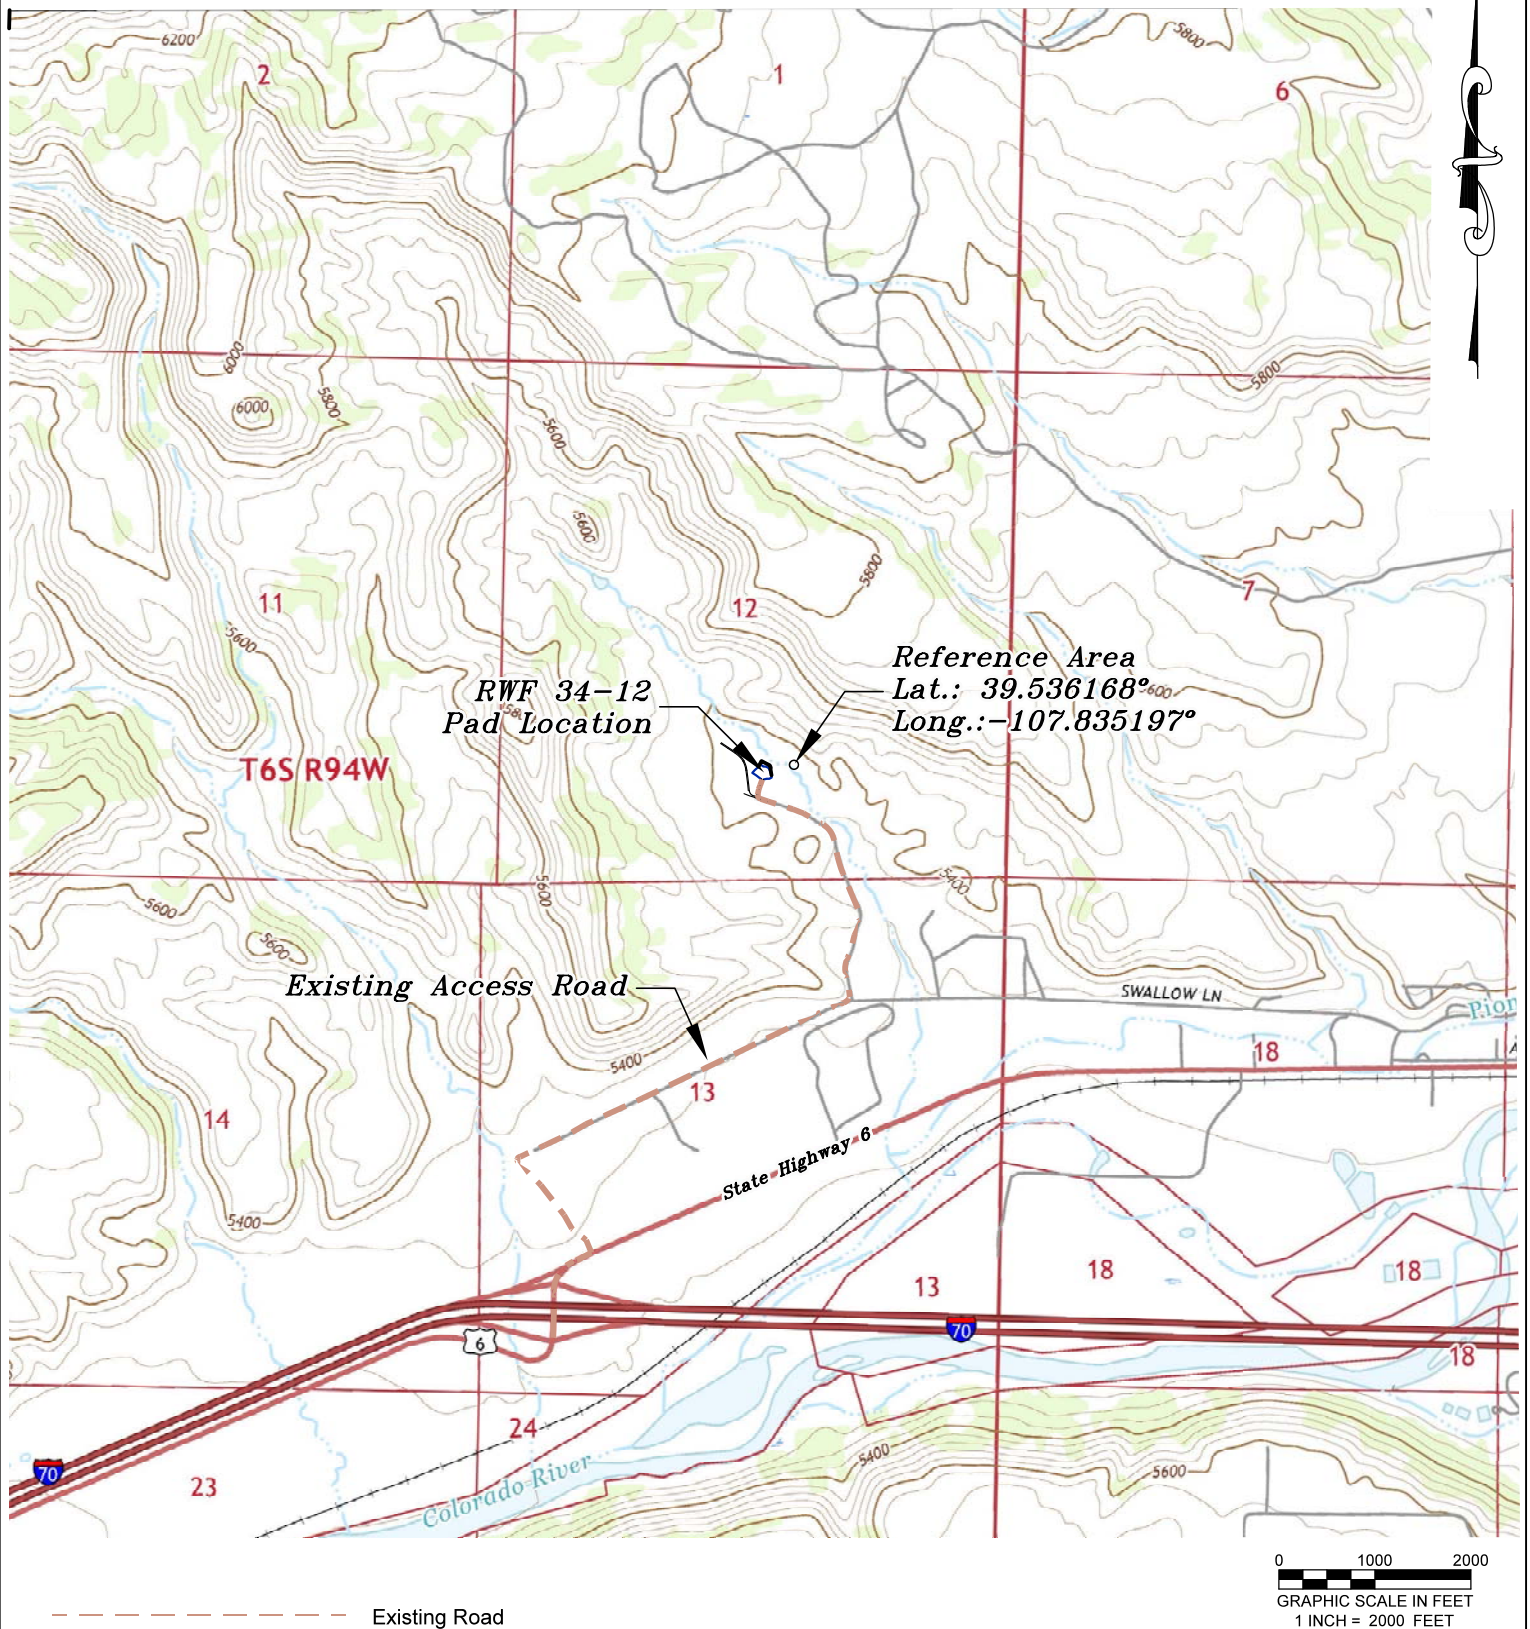 6200
2
1
5800
6
6000
6000
5800
5600
5800
5600
5800
11
12
7
5600
5600
Reference Area
Lat.: 39.536168°
Long.:-107.835197°
RWF 34-12
Pad Location
T6S R94W
5600
5400
5600
5600
Existing Access Road
SWALLOW LN
5400
13
18
14
State Highway 6
5400
13
18
18
70
6
18
24
5400
5600
70
23
Colorado River
0 1000 2000
GRAPHIC SCALE IN FEET
1 INCH = 2000 FEET
Existing Road